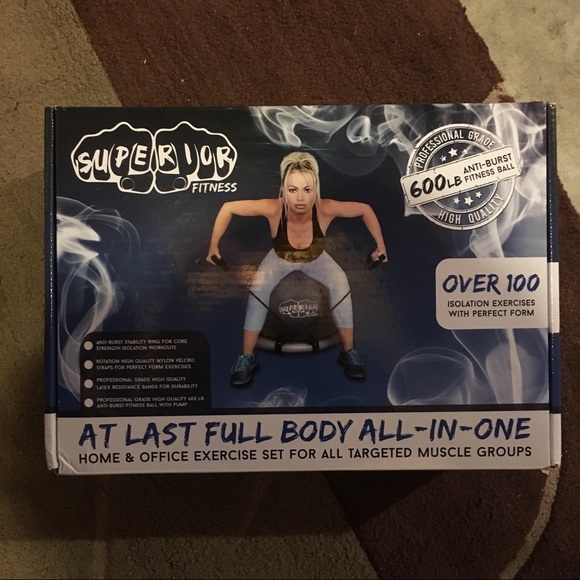 SUPERIOR
FITNESS
PROFESSIONAL GRADE
600LB ANTI-BURST
FITNESS BALL
HIGH QUALITY
SUPERIOR
OVER 100
ISOLATION EXERCISES
WITH PERFECT FORM
ANTI-BURST STABILITY RING FOR CORE
STRENGTH ISOLATION WORKOUTS
ROTATION HIGH QUALITY NYLON VELCRO
STRAPS FOR PERFECT FORM EXERCISES
PROFESSIONAL GRADE HIGH QUALITY
LATEX RESISTANCE BANDS FOR DURABILITY
PROFESSIONAL GRADE HIGH QUALITY 600 LB
ANTI-BURST FITNESS BALL WITH PUMP
AT LAST FULL BODY ALL-IN-ONE
HOME & OFFICE EXERCISE SET FOR ALL TARGETED MUSCLE GROUPS